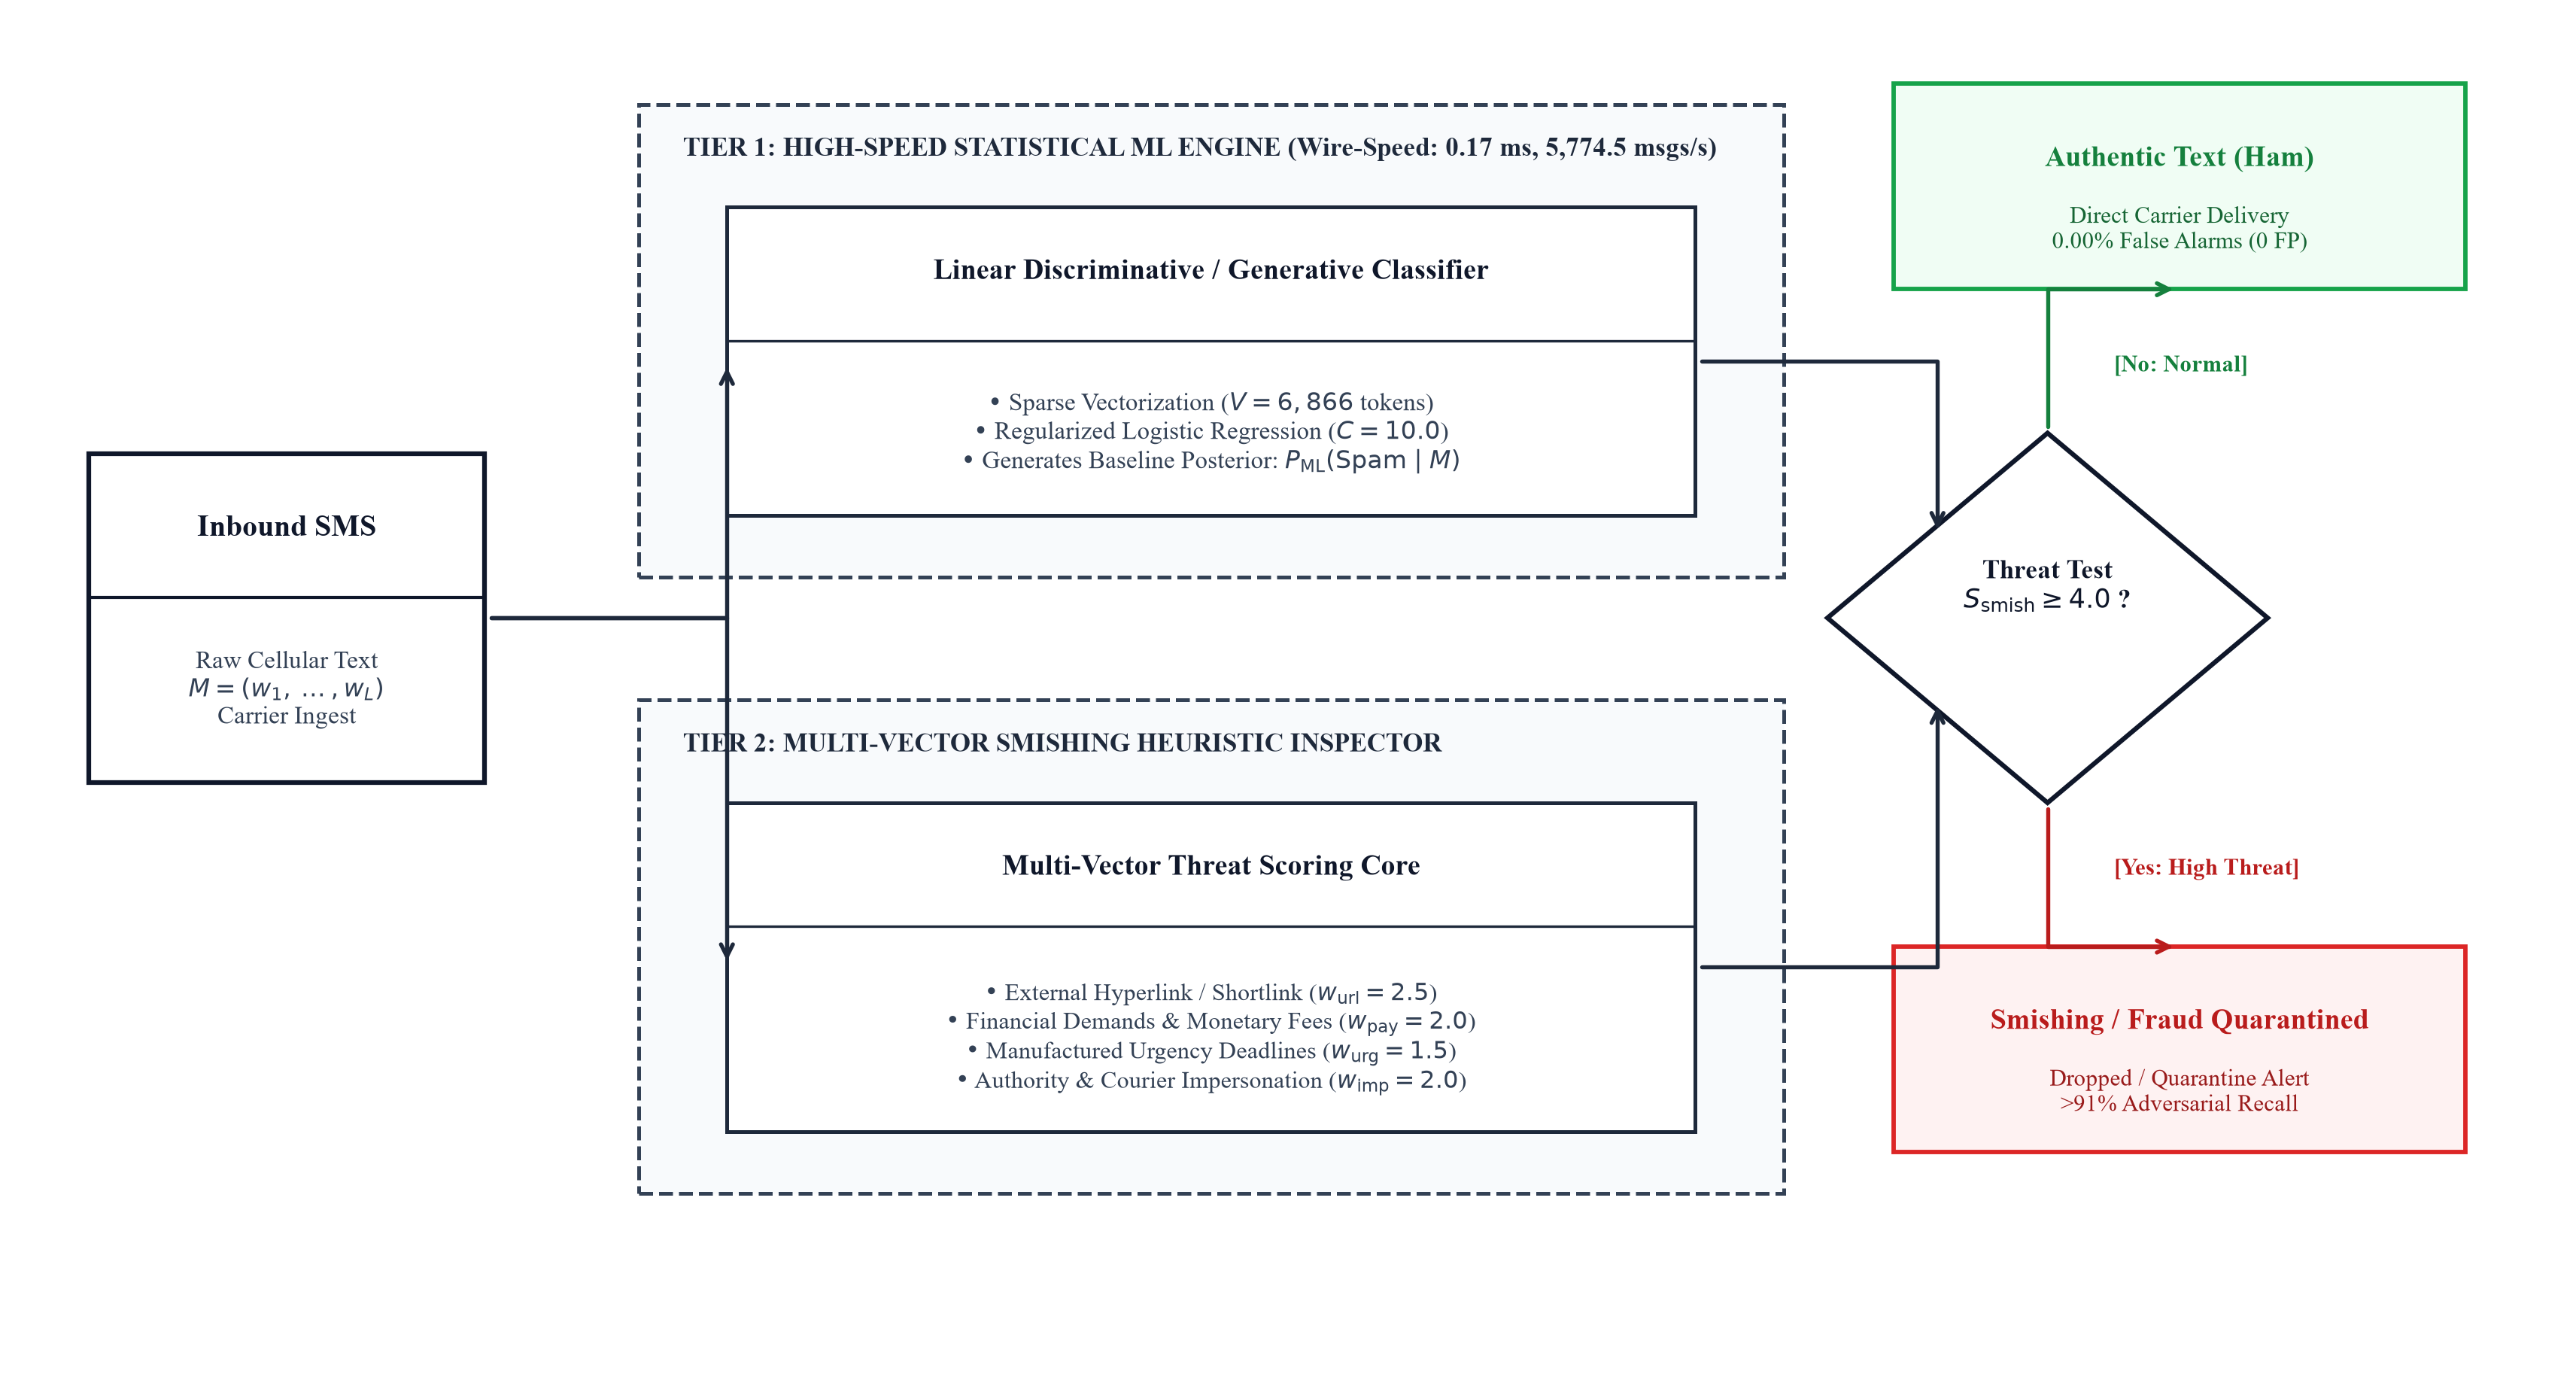 Inbound SMS
Raw Cellular Text
M = (w₁, … , w_L)
Carrier Ingest
TIER 1: HIGH-SPEED STATISTICAL ML ENGINE (Wire-Speed: 0.17 ms, 5,774.5 msgs/s)
Linear Discriminative / Generative Classifier
• Sparse Vectorization (V = 6, 866 tokens)
• Regularized Logistic Regression (C = 10.0)
• Generates Baseline Posterior: P_ML(Spam | M)
TIER 2: MULTI-VECTOR SMISHING HEURISTIC INSPECTOR
Multi-Vector Threat Scoring Core
• External Hyperlink / Shortlink (w_url = 2.5)
• Financial Demands & Monetary Fees (w_pay = 2.0)
• Manufactured Urgency Deadlines (w_urg = 1.5)
• Authority & Courier Impersonation (w_imp = 2.0)
Threat Test
S_smish ≥ 4.0 ?
Authentic Text (Ham)
Direct Carrier Delivery
0.00% False Alarms (0 FP)
[No: Normal]
[Yes: High Threat]
Smishing / Fraud Quarantined
Dropped / Quarantine Alert
>91% Adversarial Recall